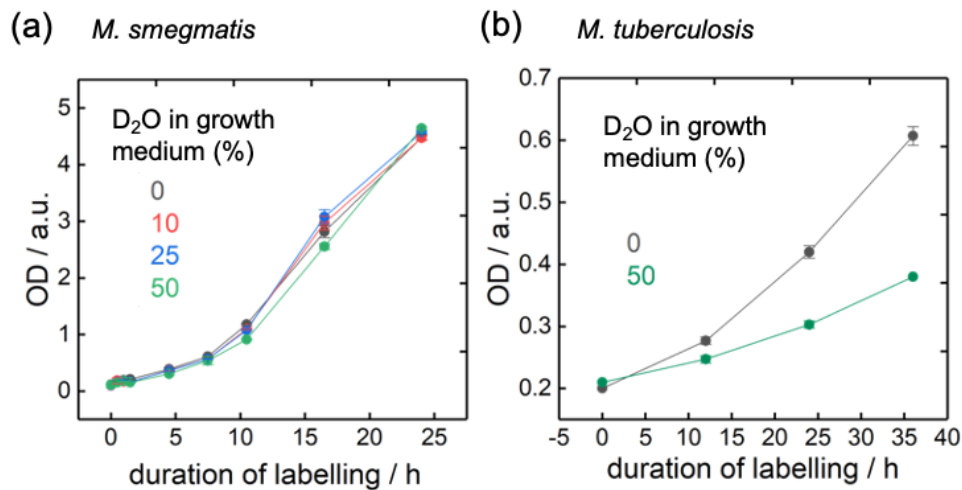 (a) M. smegmatis
D₂O in growth
medium (%)
0
10
25
50
OD / a.u.
5
4
3
2
1
0
0 5 10 15 20 25
duration of labelling / h
(b) M. tuberculosis
D₂O in growth
medium (%)
0
50
OD / a.u.
0.7
0.6
0.5
0.4
0.3
0.2
-5 0 5 10 15 20 25 30 35 40
duration of labelling / h